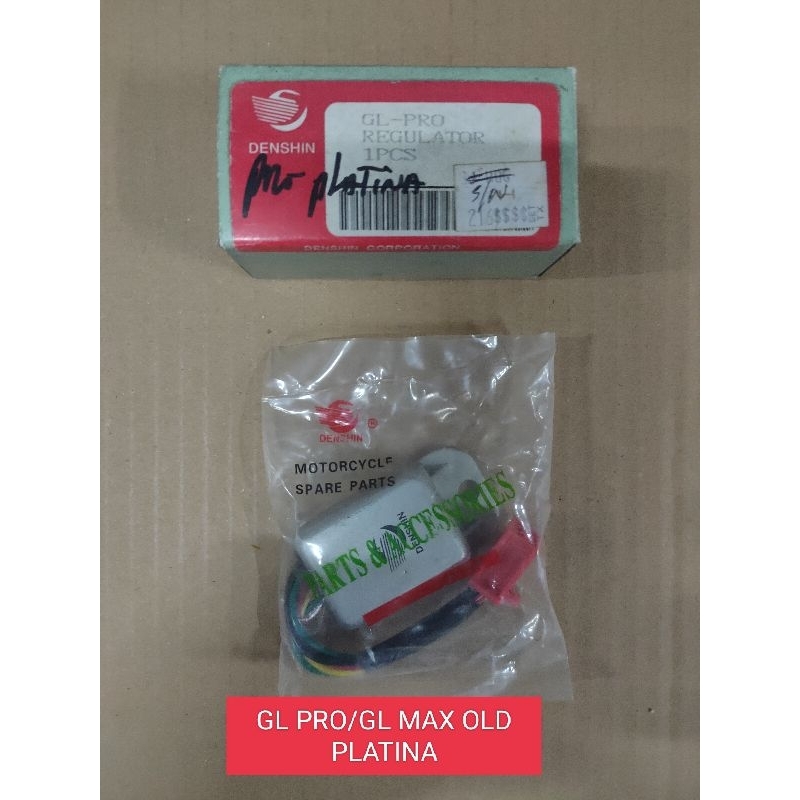 DENSHIN
GL-PRO
REGULATOR
1PCS
pro pLATINA
DENSHIN CORPORATION
DENSHIN ®
MOTORCYCLE
SPARE PARTS
PARTS & ACCESSORIES
DENSHIN
GL PRO/GL MAX OLD
PLATINA